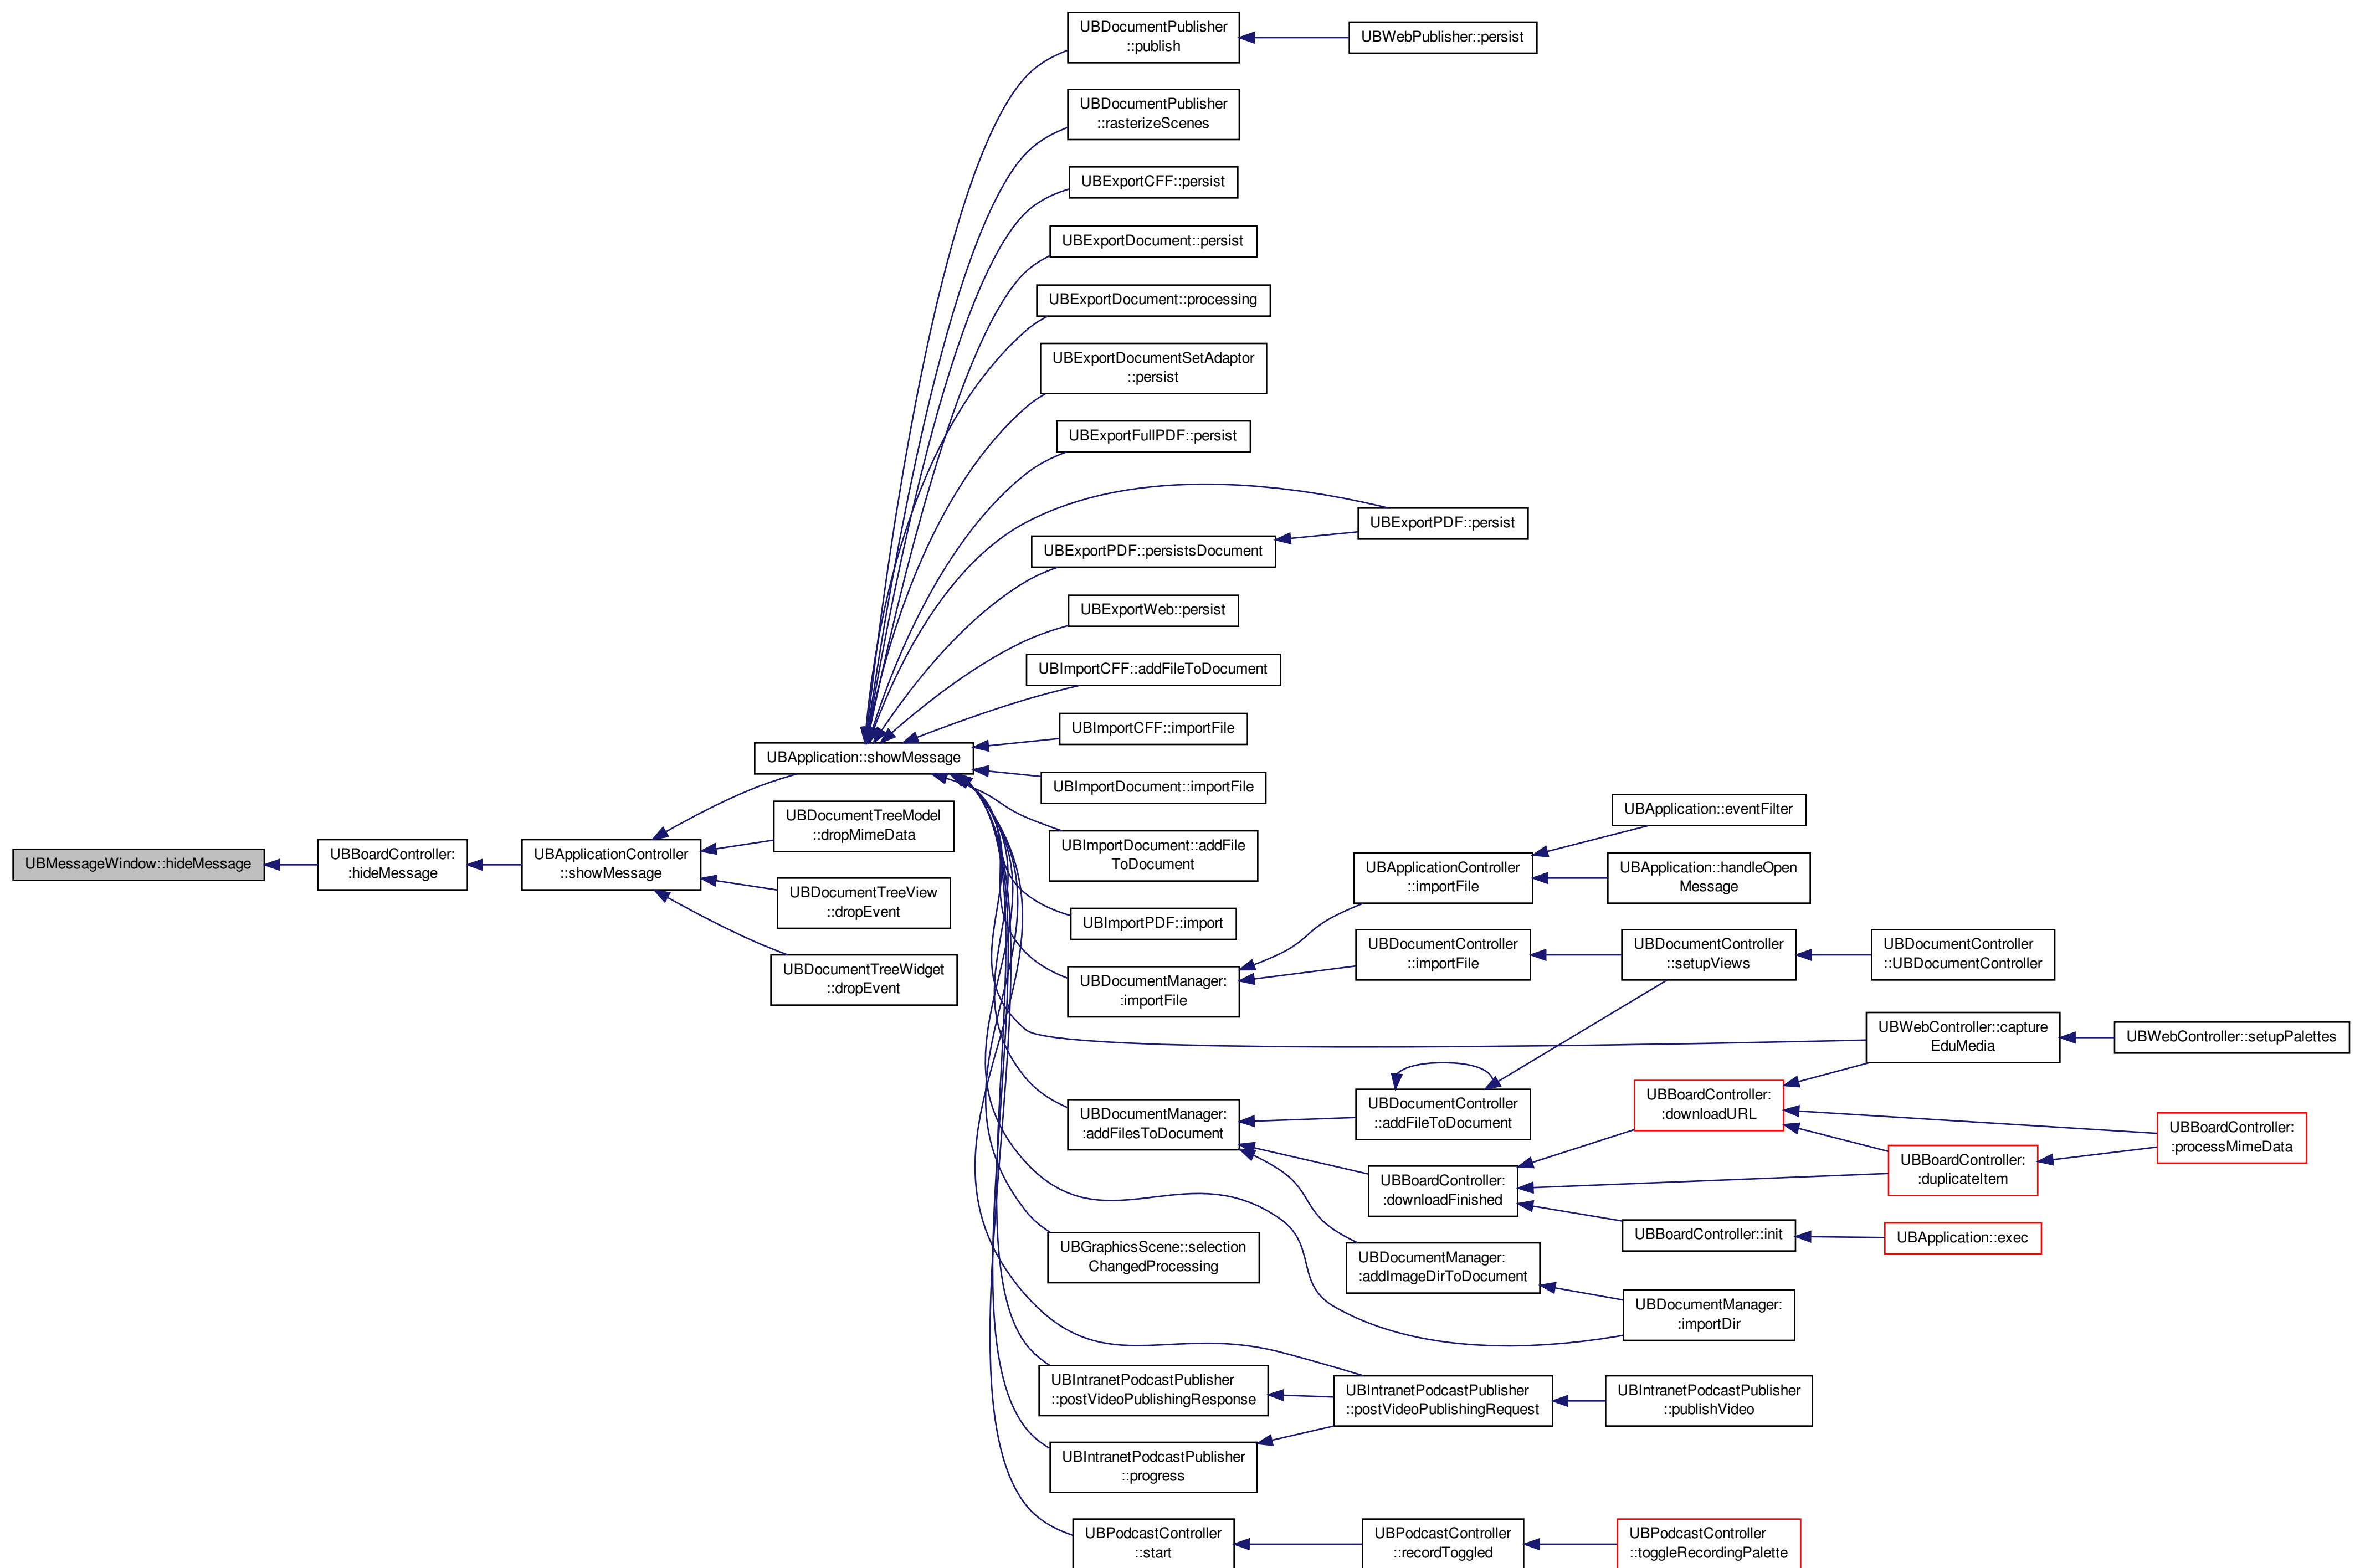 UBDocumentPublisher
::publish
UBWebPublisher::persist
UBDocumentPublisher
::rasterizeScenes
UBExportCFF::persist
UBExportDocument::persist
UBExportDocument::processing
UBExportDocumentSetAdaptor
::persist
UBExportFullPDF::persist
UBExportPDF::persist
UBExportPDF::persistsDocument
UBExportWeb::persist
UBImportCFF::addFileToDocument
UBImportCFF::importFile
UBApplication::showMessage
UBImportDocument::importFile
UBApplication::eventFilter
UBDocumentTreeModel
::dropMimeData
UBImportDocument::addFile
ToDocument
UBMessageWindow::hideMessage
UBBoardController:
:hideMessage
UBApplicationController
::showMessage
UBApplicationController
::importFile
UBApplication::handleOpen
Message
UBDocumentTreeView
::dropEvent
UBImportPDF::import
UBDocumentTreeWidget
::dropEvent
UBDocumentManager:
:importFile
UBDocumentController
::importFile
UBDocumentController
::setupViews
UBDocumentController
::UBDocumentController
UBWebController::capture
EduMedia
UBWebController::setupPalettes
UBDocumentManager:
:addFilesToDocument
UBDocumentController
::addFileToDocument
UBBoardController:
:downloadURL
UBBoardController:
:processMimeData
UBBoardController:
:downloadFinished
UBBoardController:
:duplicateItem
UBBoardController::init
UBApplication::exec
UBGraphicsScene::selection
ChangedProcessing
UBDocumentManager:
:addImageDirToDocument
UBDocumentManager:
:importDir
UBIntranetPodcastPublisher
::postVideoPublishingResponse
UBIntranetPodcastPublisher
::postVideoPublishingRequest
UBIntranetPodcastPublisher
::publishVideo
UBIntranetPodcastPublisher
::progress
UBPodcastController
::start
UBPodcastController
::recordToggled
UBPodcastController
::toggleRecordingPalette